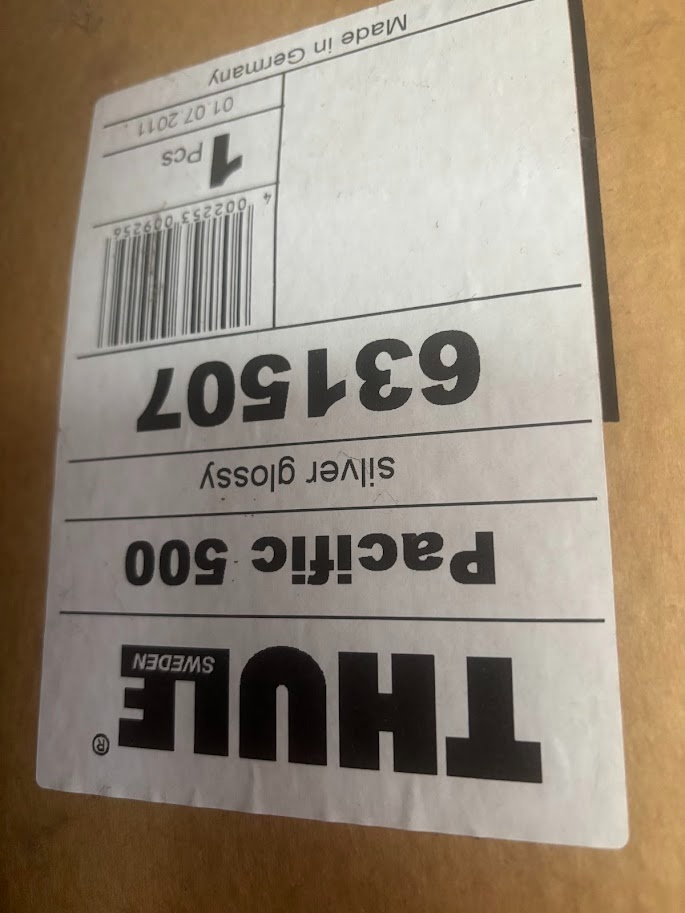 THULE®
SWEDEN
Pacific 500
silver glossy
631507
4 002253 009256
1 Pcs
01.07.2011
Made in Germany